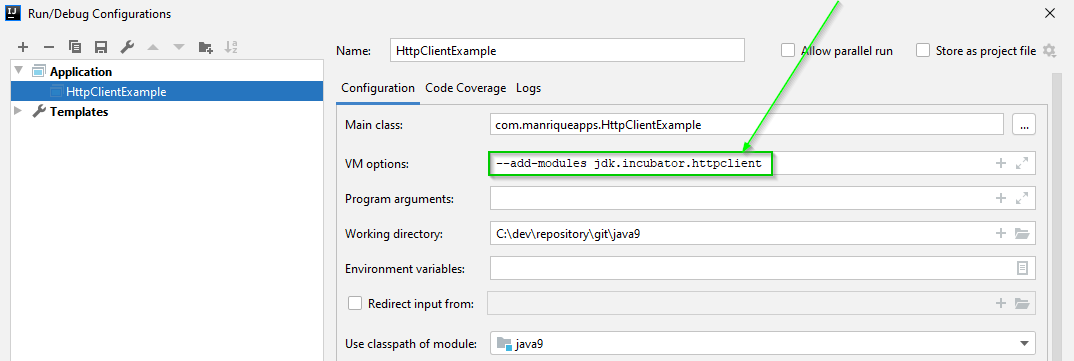 IJ
Run/Debug Configurations
Name: HttpClientExample
Allow parallel run
Store as project file
Application
HttpClientExample
Templates
Configuration Code Coverage Logs
Main class: com.manriqueapps.HttpClientExample ...
VM options: --add-modules jdk.incubator.httpclient
Program arguments:
Working directory: C:\dev\repository\git\java9
Environment variables:
Redirect input from:
Use classpath of module: java9